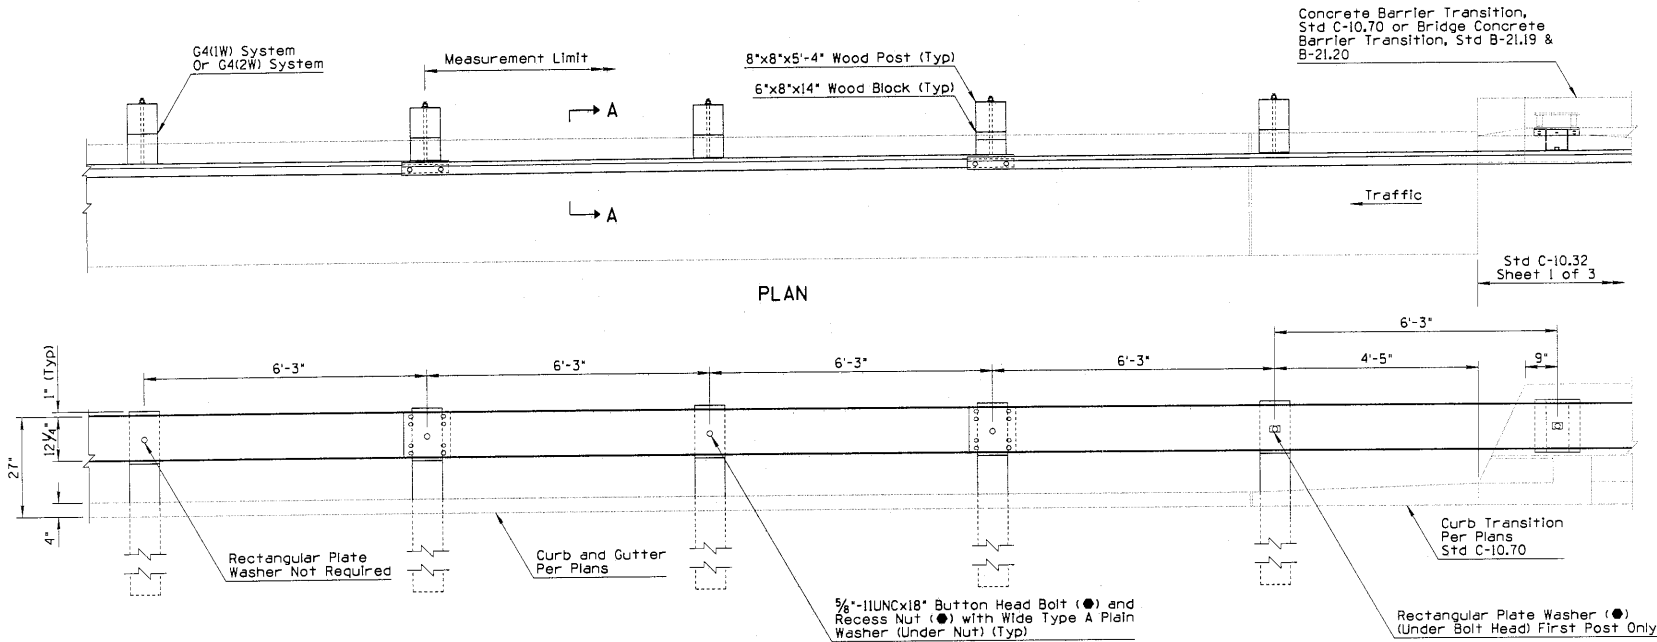 Concrete Barrier Transition,
Std C-10.70 or Bridge Concrete
Barrier Transition, Std B-21.19 &
B-21.20
G4(1W) System
Or G4(2W) System
Measurement Limit
8"x8"x5'-4" Wood Post (Typ)
6"x8"x14" Wood Block (Typ)
A
A
Traffic
Std C-10.32
Sheet 1 of 3
PLAN
6'-3"
6'-3"
6'-3"
6'-3"
6'-3"
4'-5"
9"
1" (Typ)
12¼"
27"
4"
Rectangular Plate
Washer Not Required
Curb and Gutter
Per Plans
⅝"-11UNCx18" Button Head Bolt (⬣) and
Recess Nut (⬣) with Wide Type A Plain
Washer (Under Nut) (Typ)
Curb Transition
Per Plans
Std C-10.70
Rectangular Plate Washer (⬣)
(Under Bolt Head) First Post Only